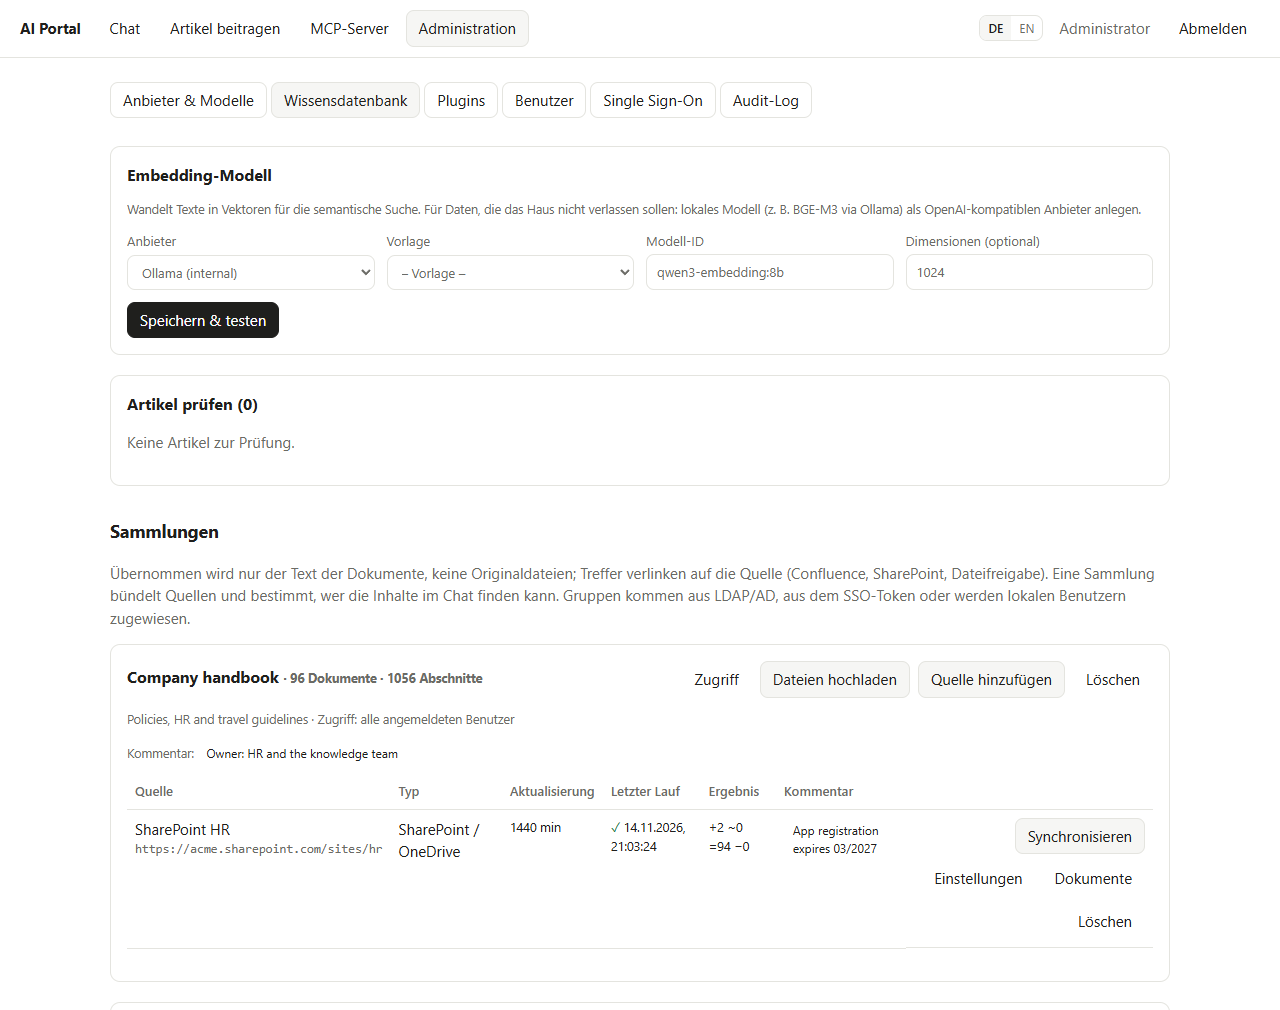 AI Portal Chat Artikel beitragen MCP-Server Administration DE EN Administrator Abmelden
Anbieter & Modelle Wissensdatenbank Plugins Benutzer Single Sign-On Audit-Log
Embedding-Modell
Wandelt Texte in Vektoren für die semantische Suche. Für Daten, die das Haus nicht verlassen sollen: lokales Modell (z. B. BGE-M3 via Ollama) als OpenAI-kompatiblen Anbieter anlegen.
Anbieter Vorlage Modell-ID Dimensionen (optional)
Ollama (internal) – Vorlage – qwen3-embedding:8b 1024
Speichern & testen
Artikel prüfen (0)
Keine Artikel zur Prüfung.
Sammlungen
Übernommen wird nur der Text der Dokumente, keine Originaldateien; Treffer verlinken auf die Quelle (Confluence, SharePoint, Dateifreigabe). Eine Sammlung
bündelt Quellen und bestimmt, wer die Inhalte im Chat finden kann. Gruppen kommen aus LDAP/AD, aus dem SSO-Token oder werden lokalen Benutzern
zugewiesen.
Company handbook · 96 Dokumente · 1056 Abschnitte Zugriff Dateien hochladen Quelle hinzufügen Löschen
Policies, HR and travel guidelines · Zugriff: alle angemeldeten Benutzer
Kommentar: Owner: HR and the knowledge team
Quelle Typ Aktualisierung Letzter Lauf Ergebnis Kommentar
SharePoint HR SharePoint / 1440 min ✓ 14.11.2026, +2 ~0 App registration Synchronisieren
https://acme.sharepoint.com/sites/hr OneDrive 21:03:24 =94 −0 expires 03/2027
Einstellungen Dokumente
Löschen